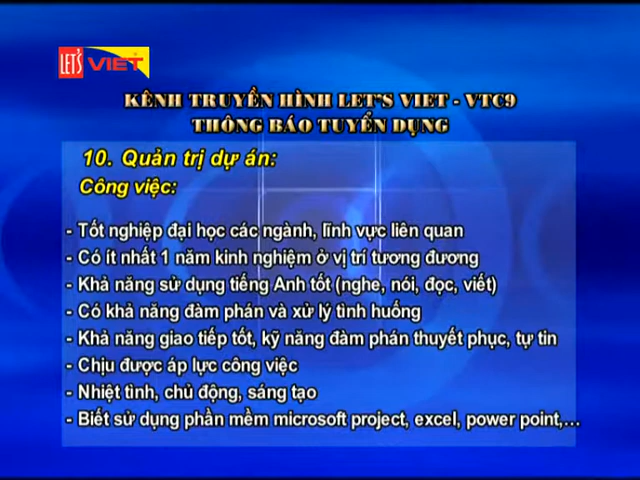 LET'S VIET
KÊNH TRUYỀN HÌNH LET'S VIET - VTC9
THÔNG BÁO TUYỂN DỤNG
10. Quản trị dự án:
Công việc:
- Tốt nghiệp đại học các ngành, lĩnh vực liên quan
- Có ít nhất 1 năm kinh nghiệm ở vị trí tương đương
- Khả năng sử dụng tiếng Anh tốt (nghe, nói, đọc, viết)
- Có khả năng đàm phán và xử lý tình huống
- Khả năng giao tiếp tốt, kỹ năng đàm phán thuyết phục, tự tin
- Chịu được áp lực công việc
- Nhiệt tình, chủ động, sáng tạo
- Biết sử dụng phần mềm microsoft project, excel, power point,...